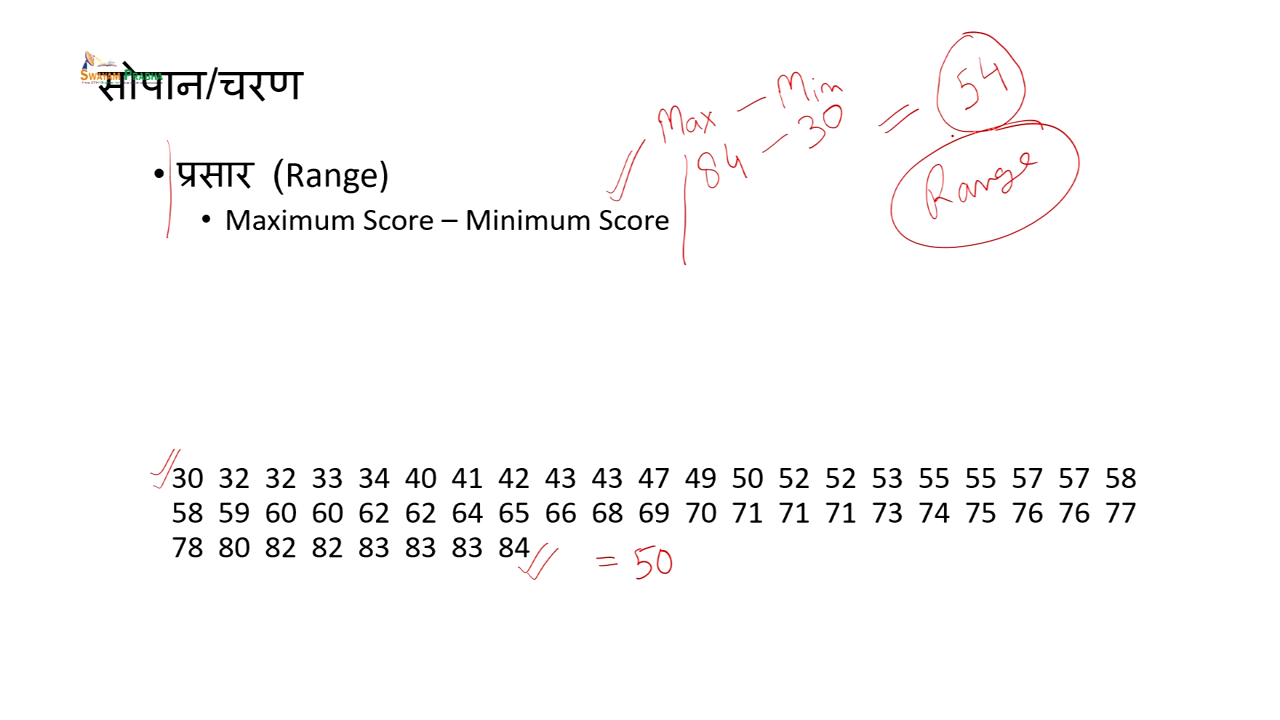 SWAYAM PRABHA
सोपान/चरण
Max – Min
84 – 30 = 54
Range
• प्रसार (Range)
• Maximum Score – Minimum Score
30 32 32 33 34 40 41 42 43 43 47 49 50 52 52 53 55 55 57 57 58
58 59 60 60 62 62 64 65 66 68 69 70 71 71 71 73 74 75 76 76 77
78 80 82 82 83 83 83 84
= 50